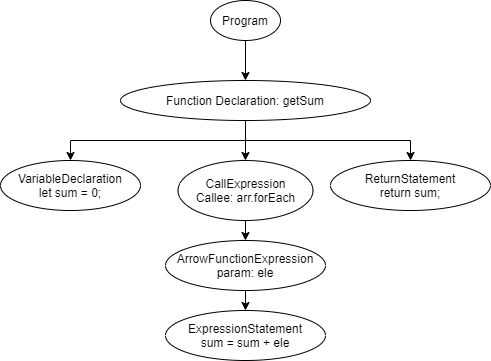 Program
Function Declaration: getSum
VariableDeclaration
let sum = 0;
CallExpression
Callee: arr.forEach
ReturnStatement
return sum;
ArrowFunctionExpression
param: ele
ExpressionStatement
sum = sum + ele